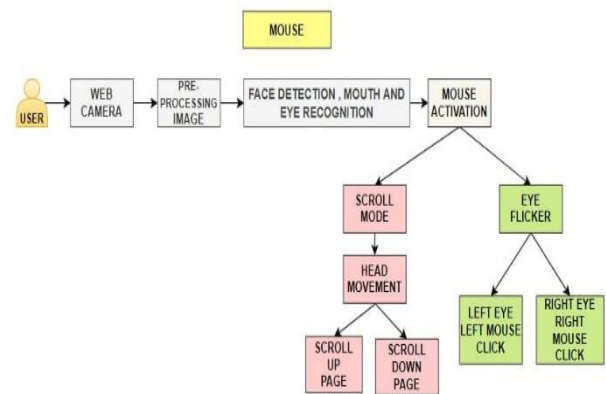 MOUSE
USER
WEB
CAMERA
PRE-
PROCESSING
IMAGE
FACE DETECTION , MOUTH AND
EYE RECOGNITION
MOUSE
ACTIVATION
SCROLL
MODE
EYE
FLICKER
HEAD
MOVEMENT
LEFT EYE
LEFT MOUSE
CLICK
RIGHT EYE
RIGHT
MOUSE
CLICK
SCROLL
UP
PAGE
SCROLL
DOWN
PAGE